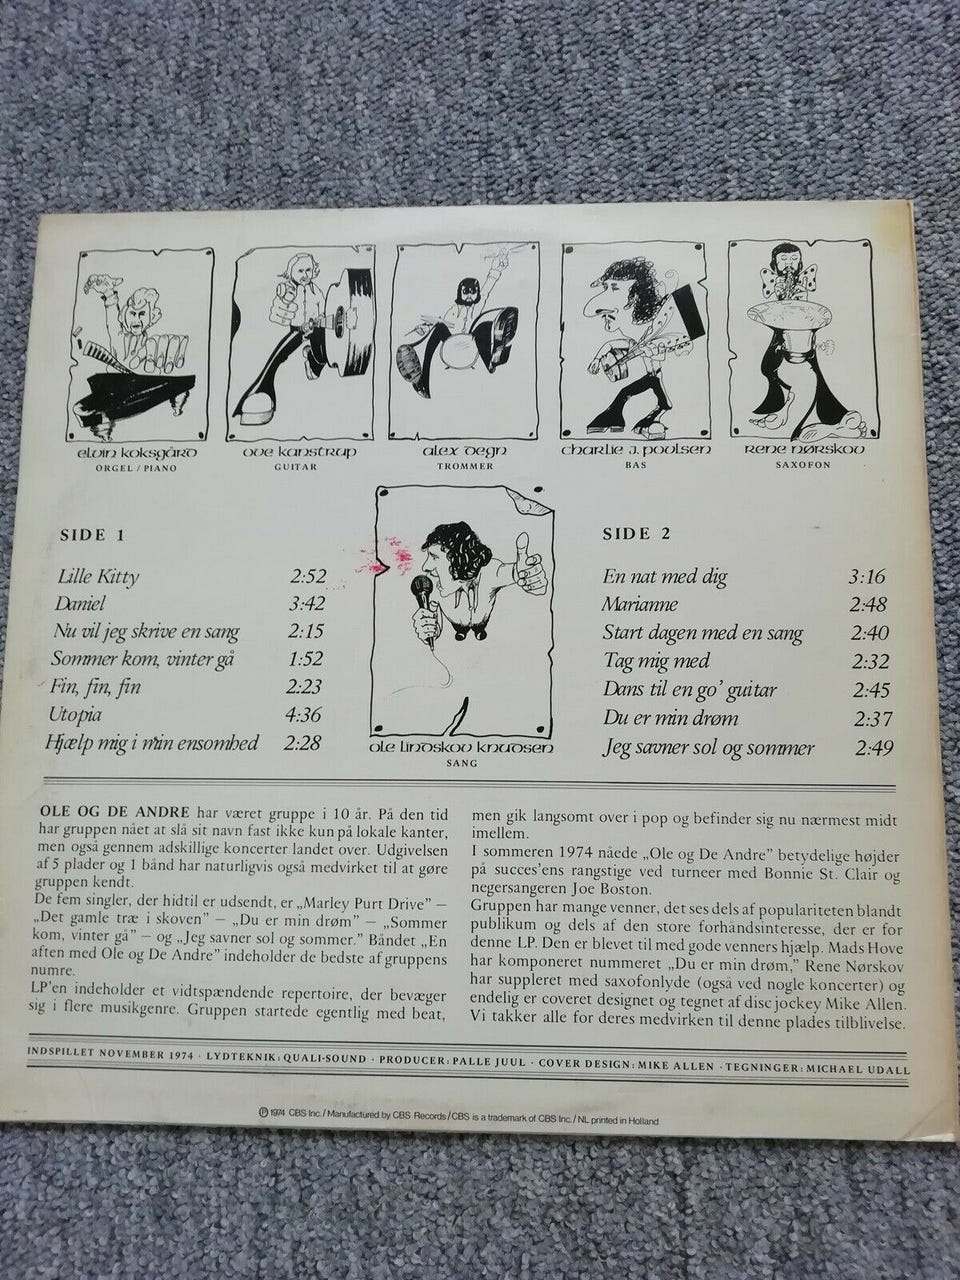 elvin koksgård
ORGEL / PIANO
ove kanstrup
GUITAR
alex degn
TROMMER
charlie j. poulsen
BAS
rene nørskov
SAXOFON
SIDE 1
Lille Kitty 2:52
Daniel 3:42
Nu vil jeg skrive en sang 2:15
Sommer kom, vinter gå 1:52
Fin, fin, fin 2:23
Utopia 4:36
Hjælp mig i min ensomhed 2:28
ole lindskov knudsen
SANG
SIDE 2
En nat med dig 3:16
Marianne 2:48
Start dagen med en sang 2:40
Tag mig med 2:32
Dans til en go' guitar 2:45
Du er min drøm 2:37
Jeg savner sol og sommer 2:49
OLE OG DE ANDRE har været gruppe i 10 år. På den tid
har gruppen nået at slå sit navn fast ikke kun på lokale kanter,
men også gennem adskillige koncerter landet over. Udgivelsen
af 5 plader og 1 bånd har naturligvis også medvirket til at gøre
gruppen kendt.
De fem singler, der hidtil er udsendt, er „Marley Purt Drive" –
„Det gamle træ i skoven" – „Du er min drøm" – „Sommer
kom, vinter gå" – og „Jeg savner sol og sommer." Båndet „En
aften med Ole og De Andre" indeholder de bedste af gruppens
numre.
LP'en indeholder et vidtspændende repertoire, der bevæger
sig i flere musikgenre. Gruppen startede egentlig med beat,
men gik langsomt over i pop og befinder sig nu nærmest midt
imellem.
I sommeren 1974 nåede „Ole og De Andre" betydelige højder
på succes'ens rangstige ved turneer med Bonnie St. Clair og
negersangeren Joe Boston.
Gruppen har mange venner, det ses dels af populariteten blandt
publikum og dels af den store forhåndsinteresse, der er for
denne LP. Den er blevet til med gode venners hjælp. Mads Hove
har komponeret nummeret „Du er min drøm," Rene Nørskov
har suppleret med saxofonlyde (også ved nogle koncerter) og
endelig er coveret designet og tegnet af disc jockey Mike Allen.
Vi takker alle for deres medvirken til denne plades tilblivelse.
INDSPILLET NOVEMBER 1974 · LYDTEKNIK: QUALI-SOUND · PRODUCER: PALLE JUUL · COVER DESIGN: MIKE ALLEN · TEGNINGER: MICHAEL UDALL
Ⓟ 1974 CBS Inc. / Manufactured by CBS Records / CBS is a trademark of CBS Inc. / NL printed in Holland